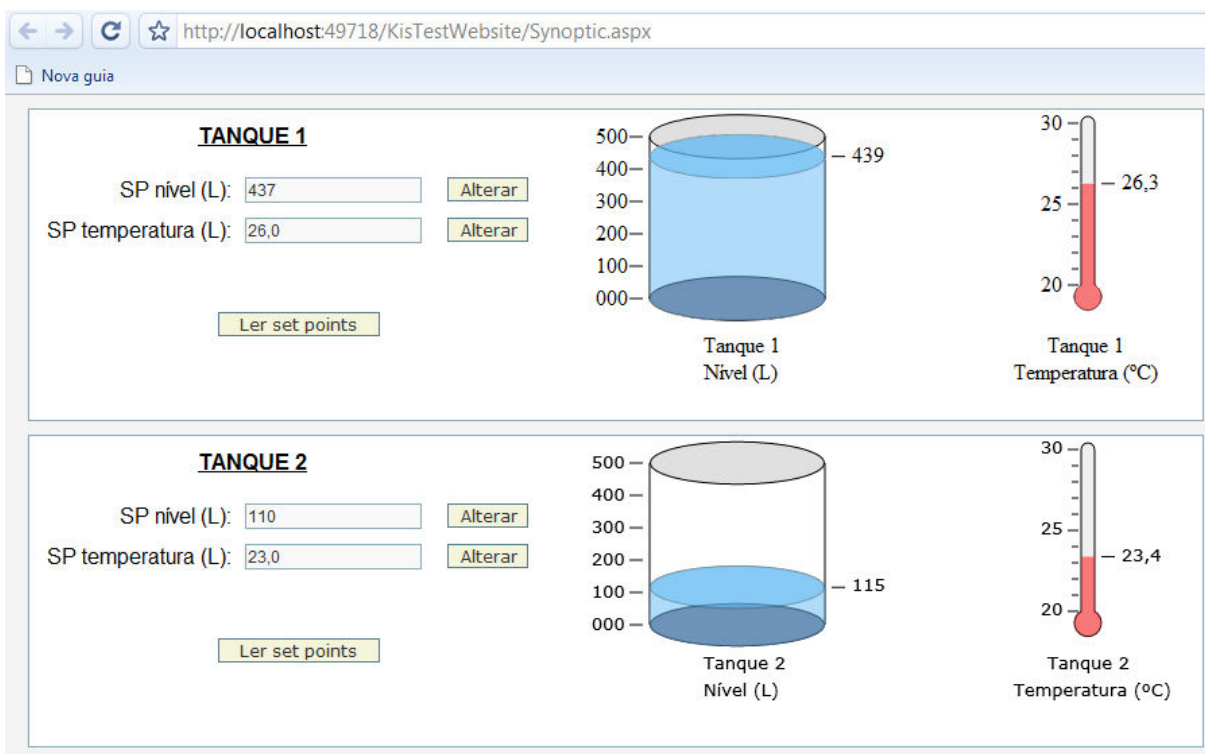 http://localhost:49718/KisTestWebsite/Synoptic.aspx
Nova guia
TANQUE 1
SP nível (L): 437 Alterar
SP temperatura (L): 26,0 Alterar
Ler set points
500
400
300
200
100
000
439
Tanque 1
Nível (L)
30
25
20
26,3
Tanque 1
Temperatura (ºC)
TANQUE 2
SP nível (L): 110 Alterar
SP temperatura (L): 23,0 Alterar
Ler set points
500
400
300
200
100
000
115
Tanque 2
Nível (L)
30
25
20
23,4
Tanque 2
Temperatura (ºC)